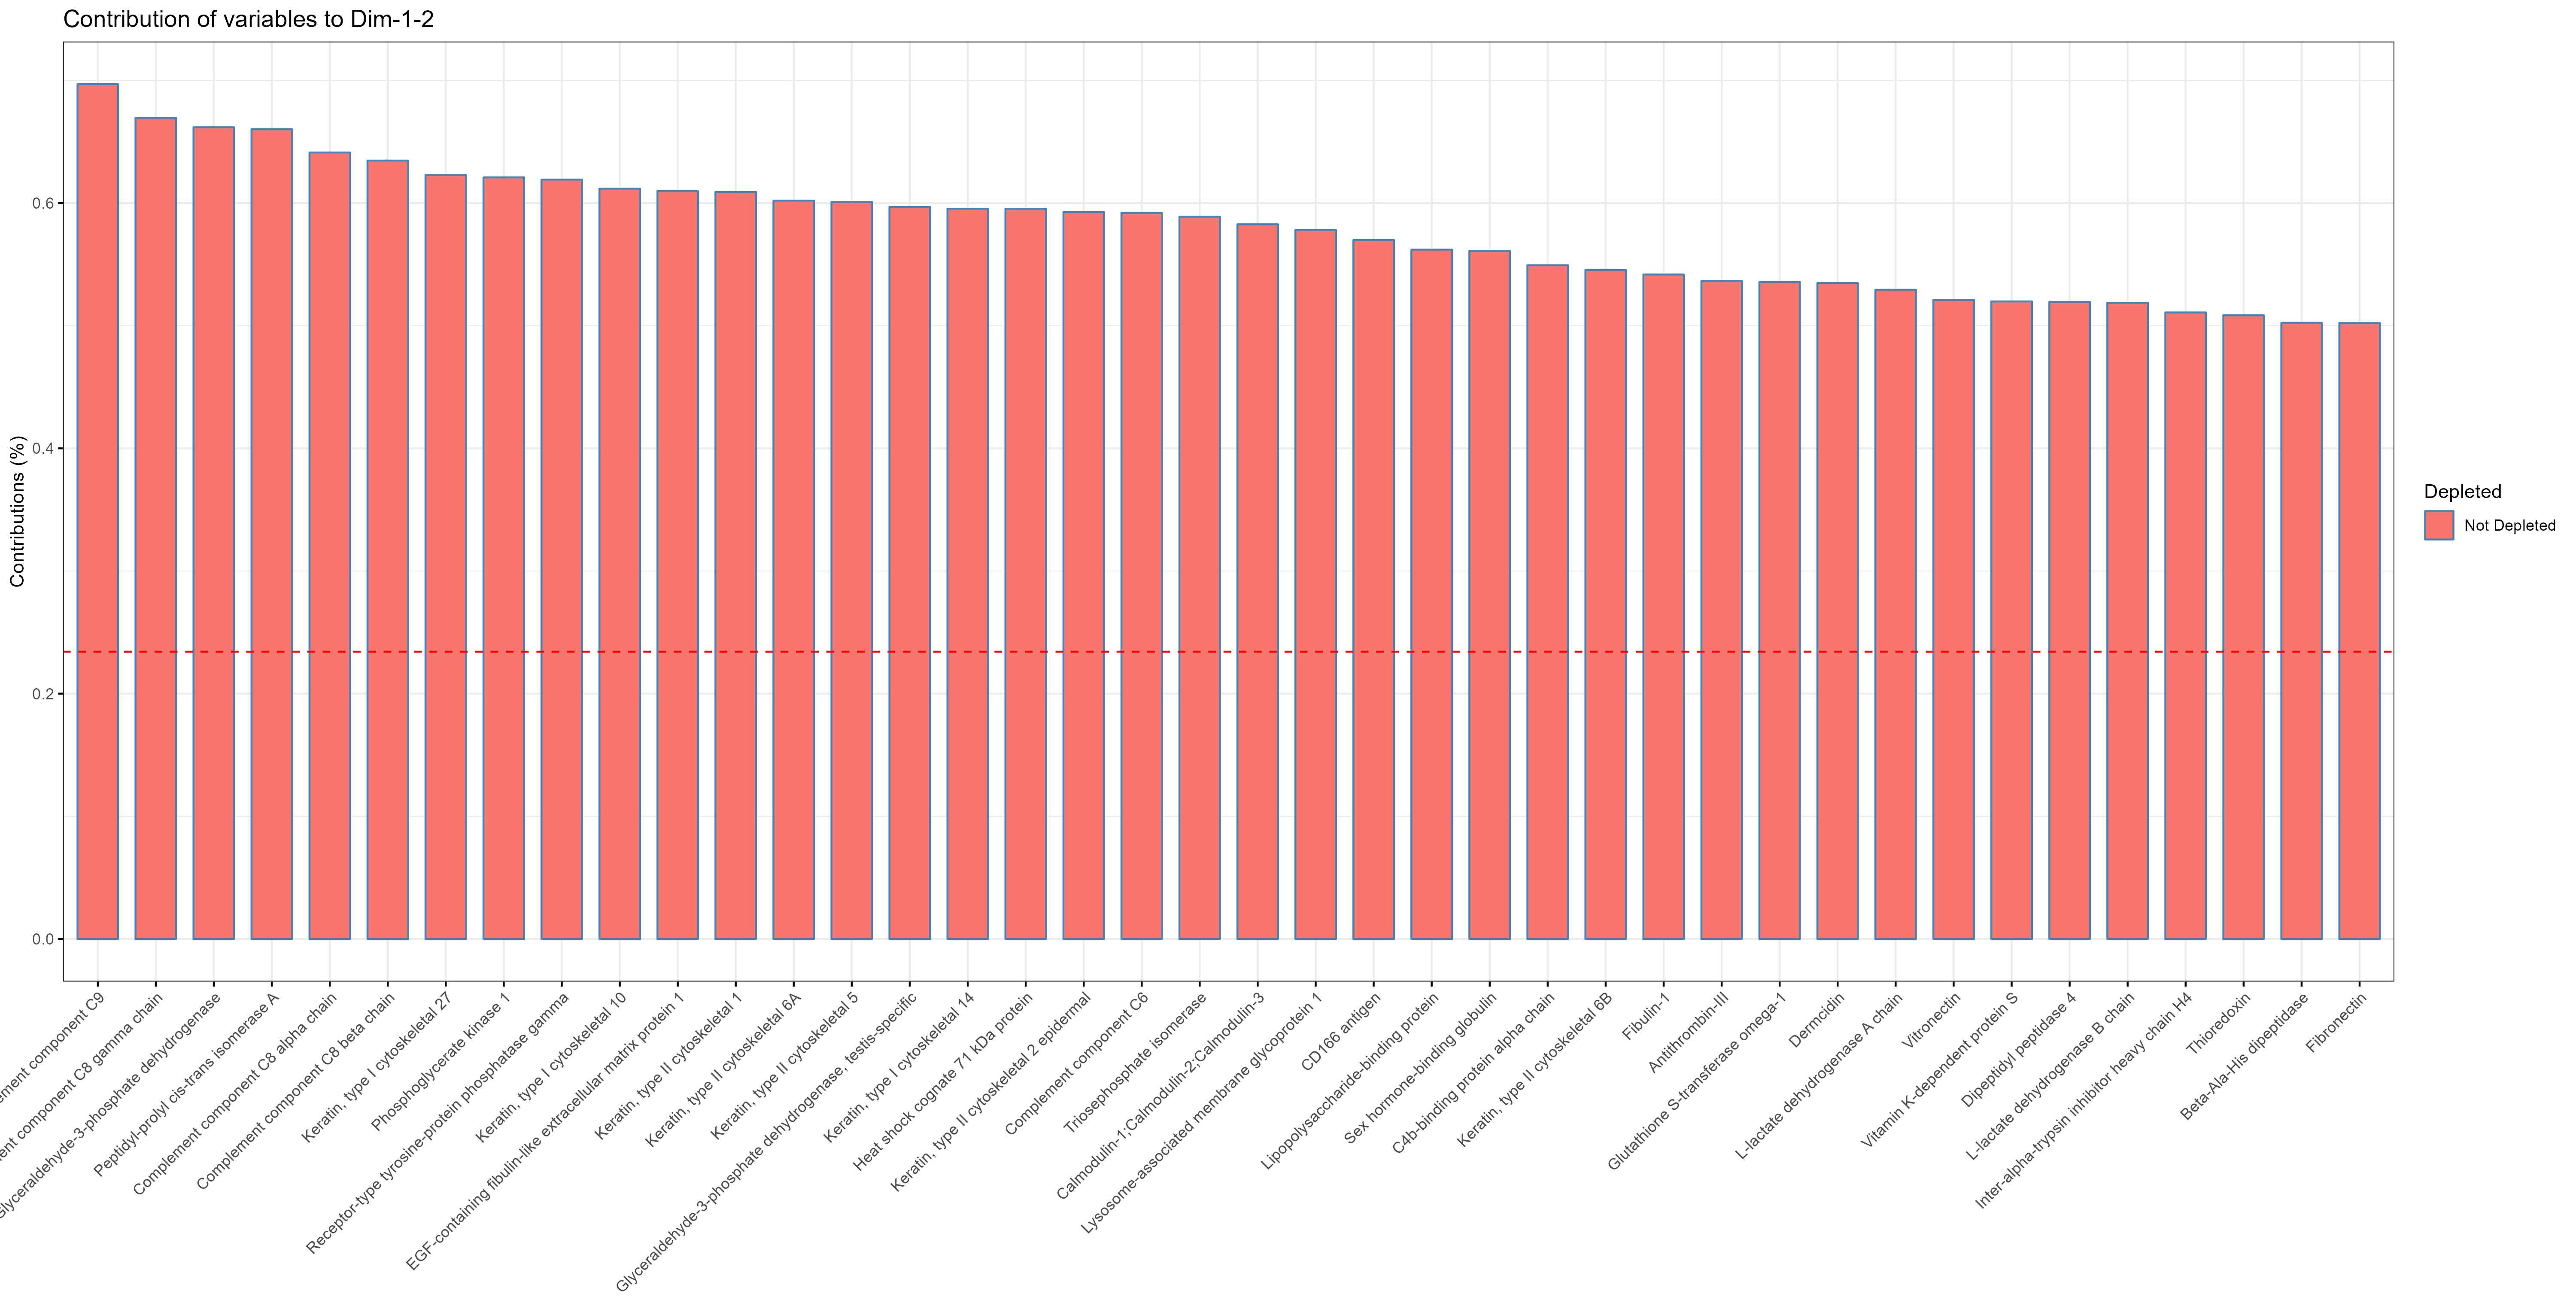 Contribution of variables to Dim-1-2
Contributions (%)
0.6
0.4
0.2
0.0
component C9
component C8 gamma chain
Glyceraldehyde-3-phosphate dehydrogenase
Peptidyl-prolyl cis-trans isomerase A
Complement component C8 alpha chain
Complement component C8 beta chain
Keratin, type I cytoskeletal 27
Phosphoglycerate kinase 1
Receptor-type tyrosine-protein phosphatase gamma
Keratin, type I cytoskeletal 10
EGF-containing fibulin-like extracellular matrix protein 1
Keratin, type II cytoskeletal 1
Keratin, type II cytoskeletal 6A
Keratin, type II cytoskeletal 5
Glyceraldehyde-3-phosphate dehydrogenase, testis-specific
Keratin, type I cytoskeletal 14
Heat shock cognate 71 kDa protein
Keratin, type II cytoskeletal 2 epidermal
Complement component C6
Triosephosphate isomerase
Calmodulin-1;Calmodulin-2;Calmodulin-3
Lysosome-associated membrane glycoprotein 1
CD166 antigen
Lipopolysaccharide-binding protein
Sex hormone-binding globulin
C4b-binding protein alpha chain
Keratin, type II cytoskeletal 6B
Fibulin-1
Antithrombin-III
Glutathione S-transferase omega-1
Dermcidin
L-lactate dehydrogenase A chain
Vitronectin
Vitamin K-dependent protein S
Dipeptidyl peptidase 4
L-lactate dehydrogenase B chain
Inter-alpha-trypsin inhibitor heavy chain H4
Thioredoxin
Beta-Ala-His dipeptidase
Fibronectin
Depleted
Not Depleted